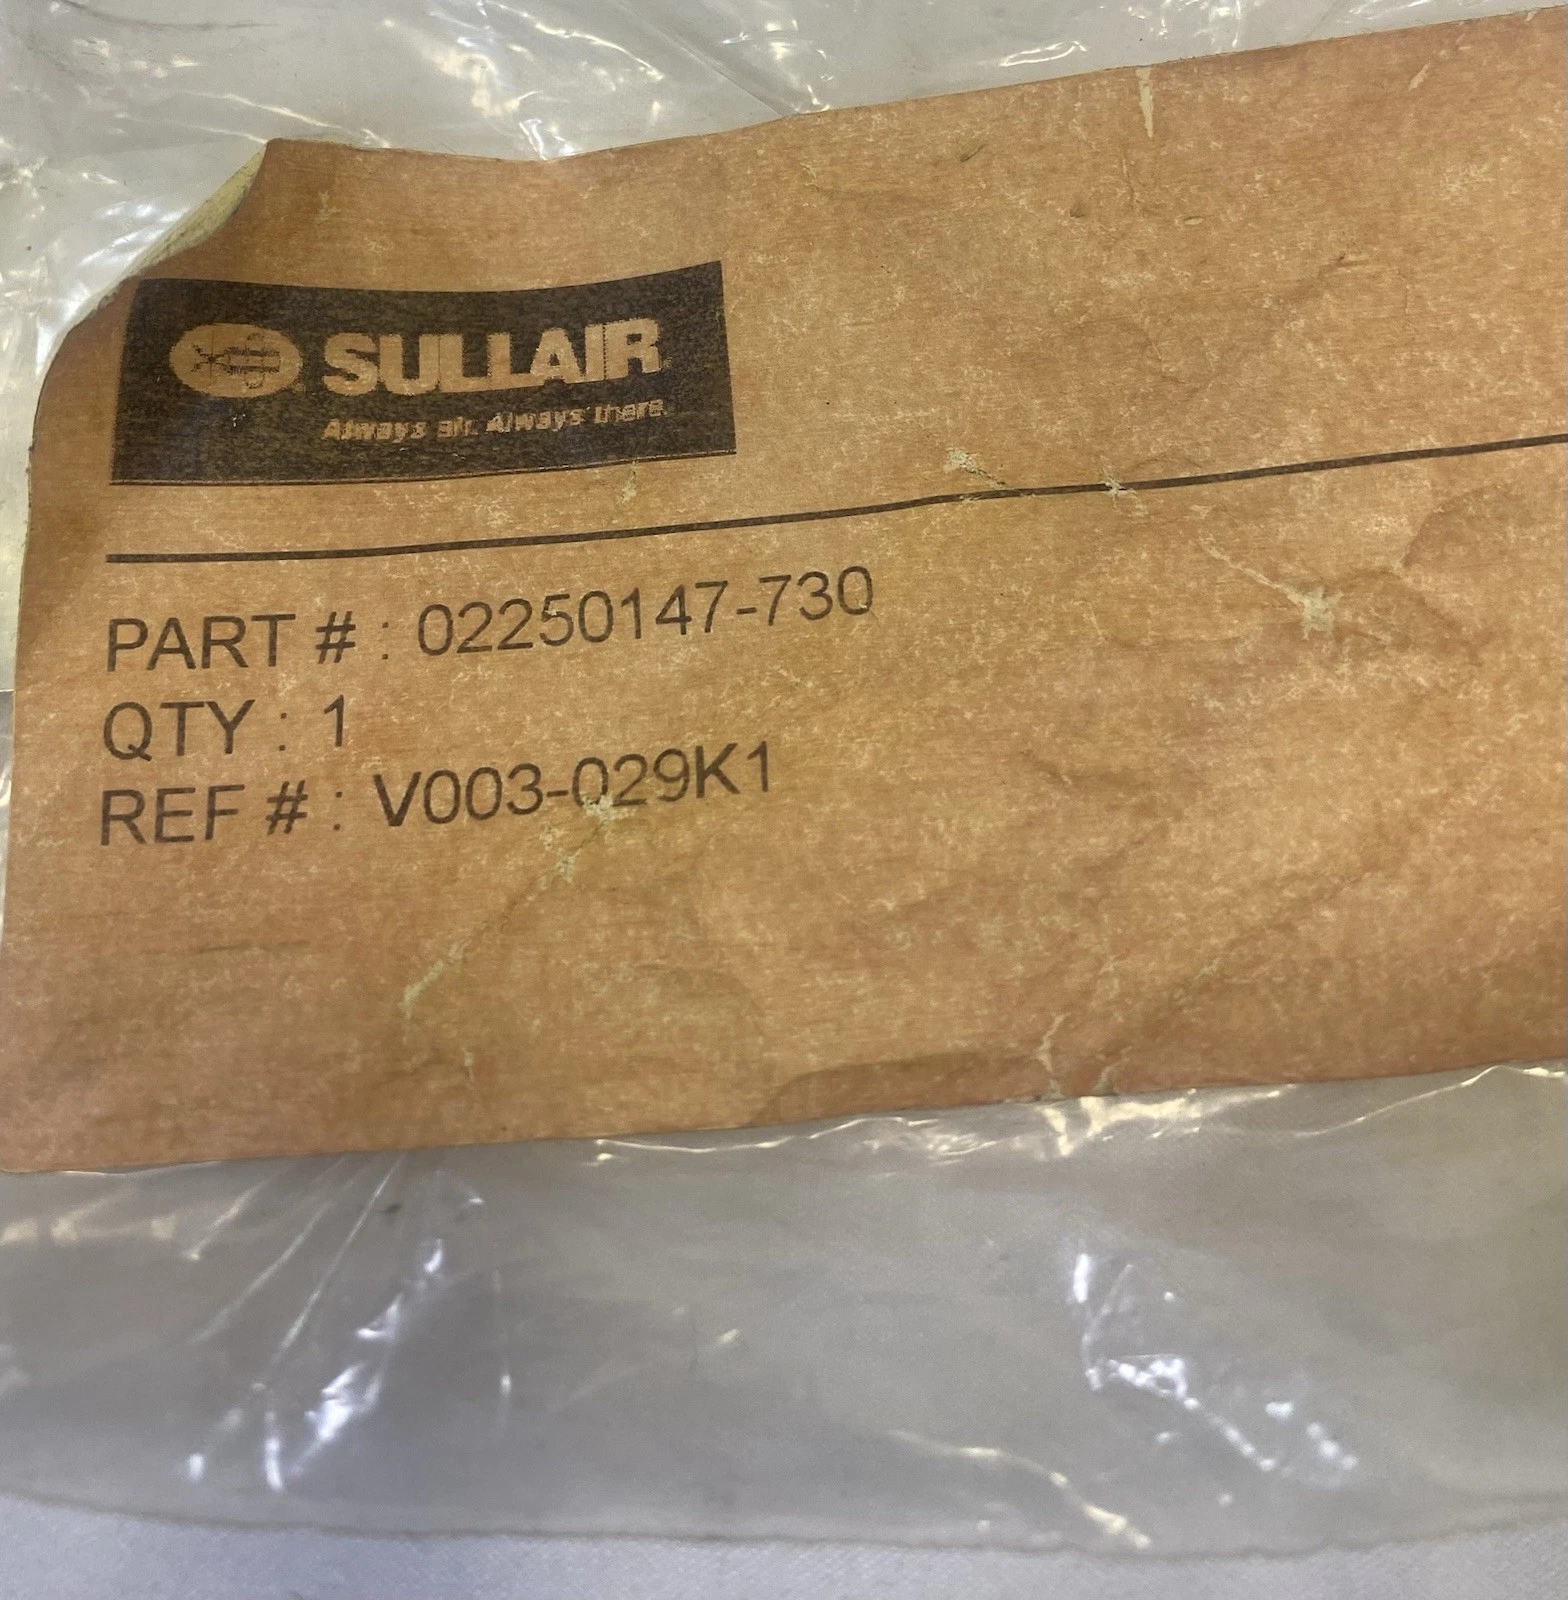 SULLAIR
Always air. Always there.
PART # : 02250147-730
QTY : 1
REF # : V003-029K1